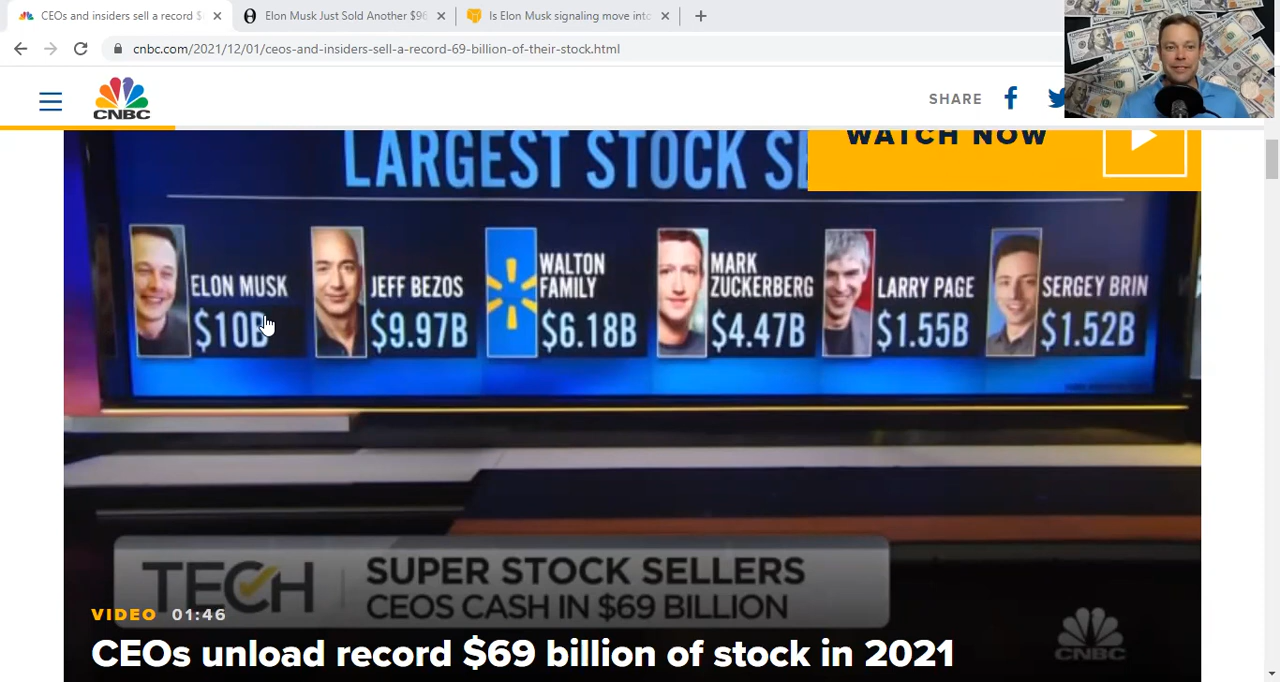 CEOs and insiders sell a record $
Elon Musk Just Sold Another $96
Is Elon Musk signaling move into
cnbc.com/2021/12/01/ceos-and-insiders-sell-a-record-69-billion-of-their-stock.html
CNBC
SHARE
WATCH NOW
LARGEST STOCK SE
ELON MUSK
$10B
JEFF BEZOS
$9.97B
WALTON
FAMILY
$6.18B
MARK
ZUCKERBERG
$4.47B
LARRY PAGE
$1.55B
SERGEY BRIN
$1.52B
TECH
SUPER STOCK SELLERS
CEOS CASH IN $69 BILLION
VIDEO 01:46
CNBC
CEOs unload record $69 billion of stock in 2021